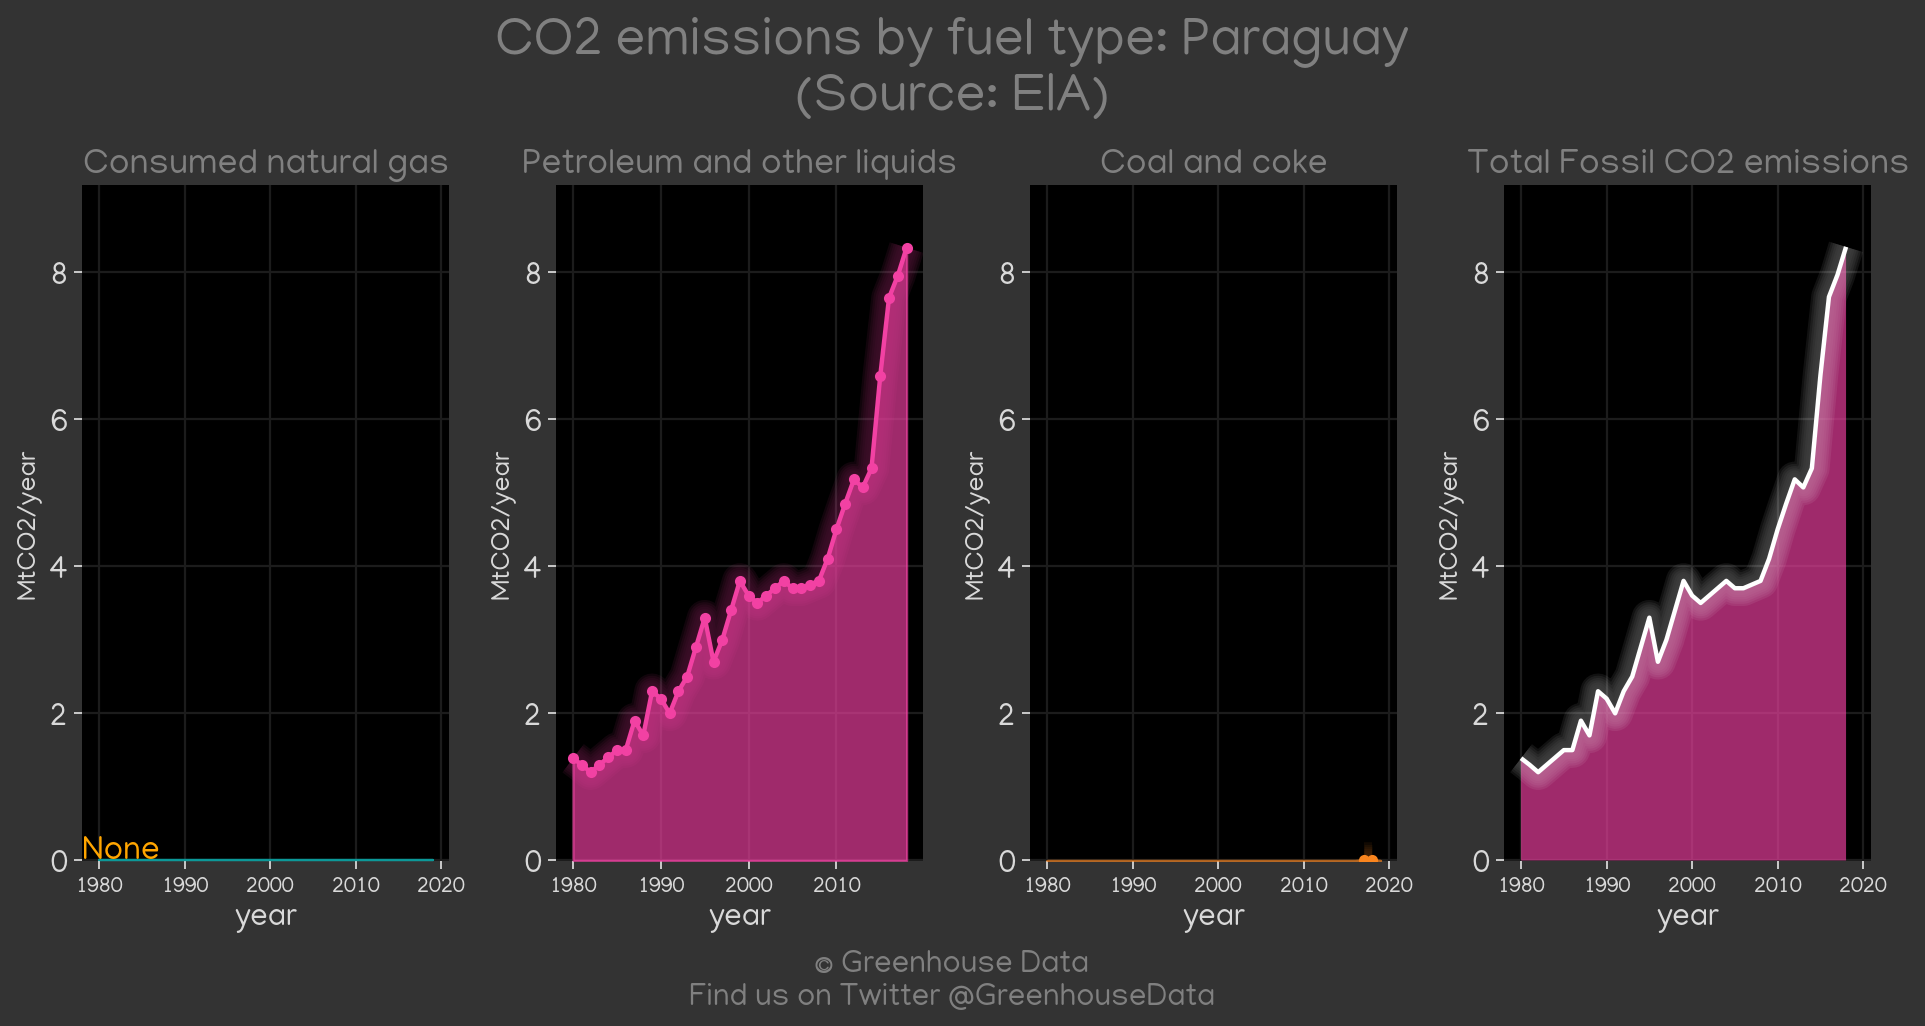 CO2 emissions by fuel type: Paraguay
(Source: EIA)
Consumed natural gas
Petroleum and other liquids
Coal and coke
Total Fossil CO2 emissions
MtCO2/year
8
6
4
2
0
None
1980 1990 2000 2010 2020
year
MtCO2/year
8
6
4
2
0
1980 1990 2000 2010
year
MtCO2/year
8
6
4
2
0
1980 1990 2000 2010 2020
year
MtCO2/year
8
6
4
2
0
1980 1990 2000 2010 2020
year
© Greenhouse Data
Find us on Twitter @GreenhouseData